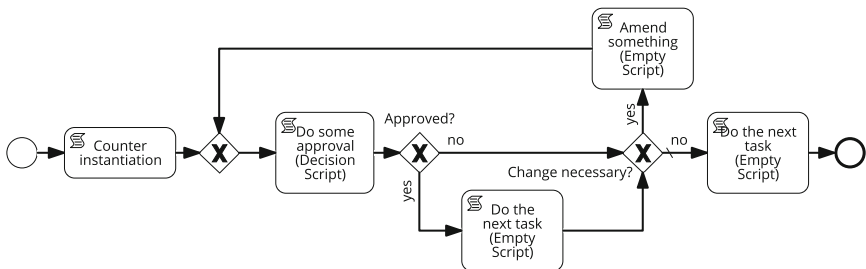 Amend
something
(Empty
Script)
yes
Counter
instantiation
Do some
approval
(Decision
Script)
Approved?
no
yes
Change necessary?
no
Do the next
task
(Empty
Script)
Do the
next task
(Empty
Script)